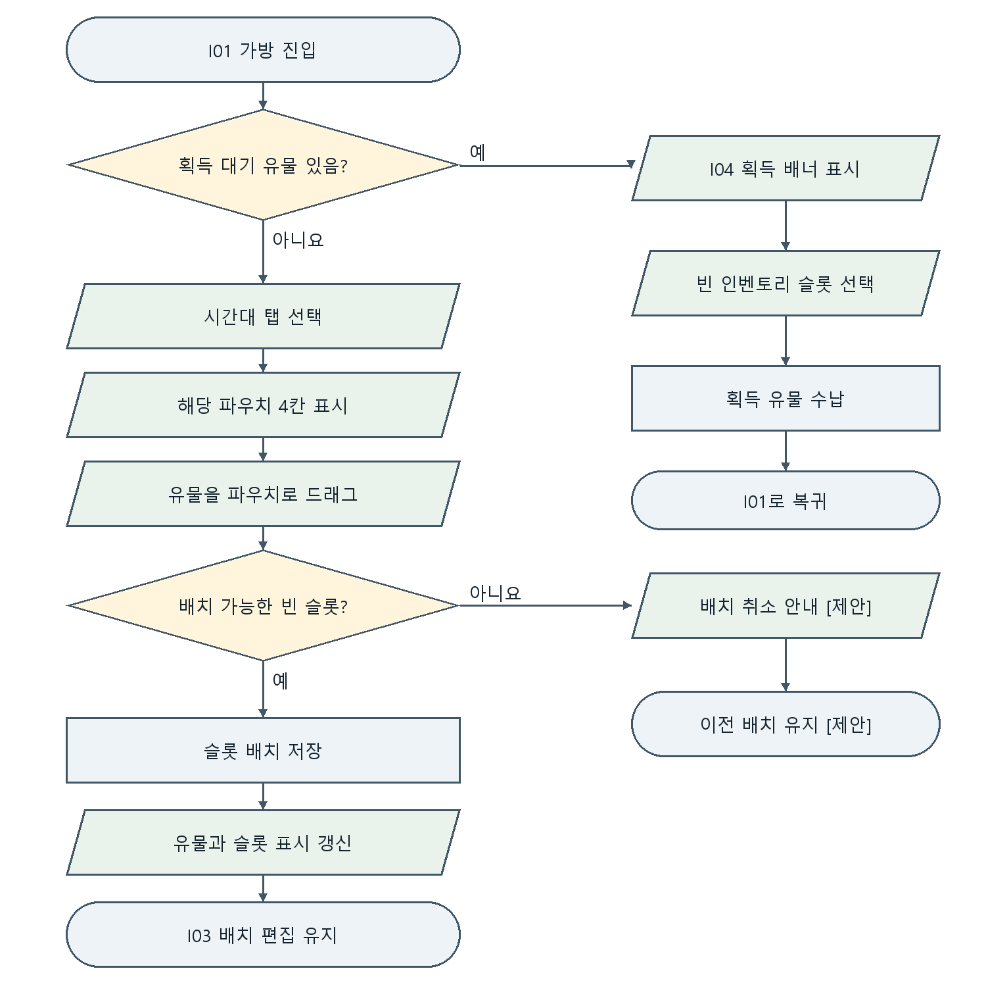 I01 가방 진입
획득 대기 유물 있음?
예
I04 획득 배너 표시
아니요
빈 인벤토리 슬롯 선택
시간대 탭 선택
획득 유물 수납
해당 파우치 4칸 표시
유물을 파우치로 드래그
I01로 복귀
배치 가능한 빈 슬롯?
아니요
배치 취소 안내 [제안]
예
이전 배치 유지 [제안]
슬롯 배치 저장
유물과 슬롯 표시 갱신
I03 배치 편집 유지